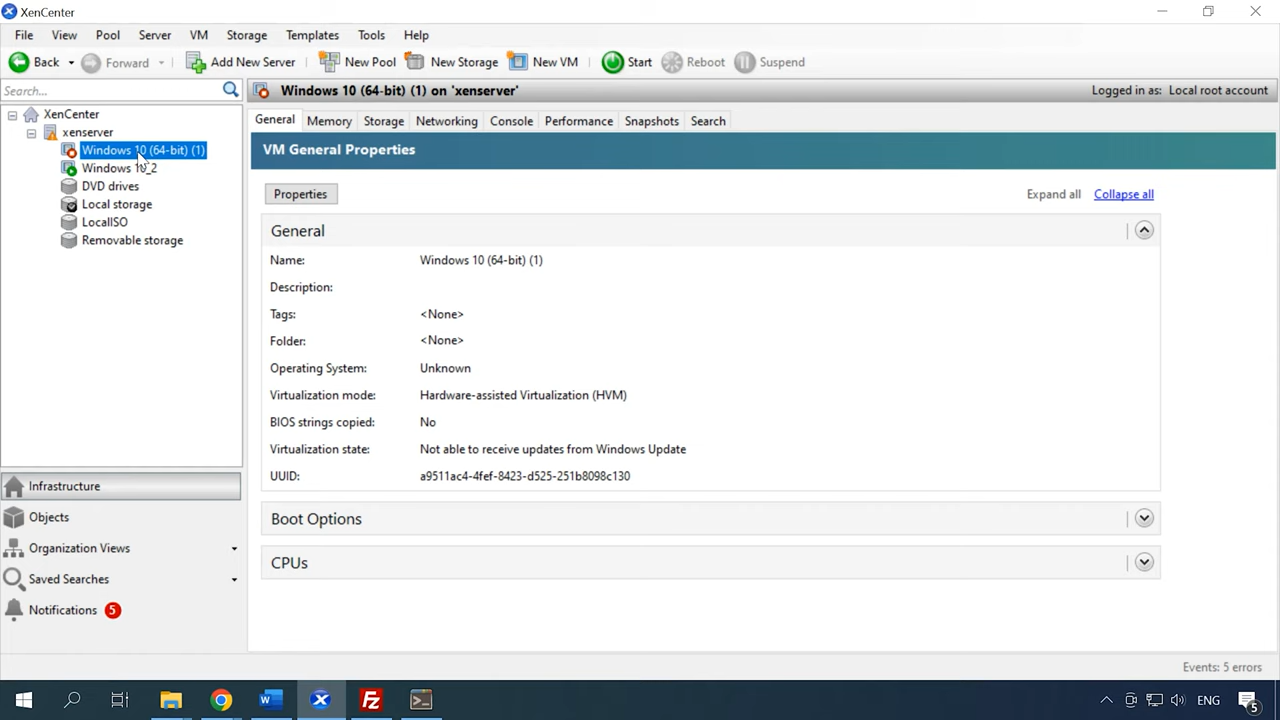 XenCenter
File View Pool Server VM Storage Templates Tools Help
Back Forward Add New Server New Pool New Storage New VM Start Reboot Suspend
Search...
Windows 10 (64-bit) (1) on 'xenserver'
Logged in as: Local root account
XenCenter
xenserver
Windows 10 (64-bit) (1)
Windows 10_2
DVD drives
Local storage
LocalISO
Removable storage
Infrastructure
Objects
Organization Views
Saved Searches
Notifications 5
General Memory Storage Networking Console Performance Snapshots Search
VM General Properties
Properties
Expand all Collapse all
General
Name: Windows 10 (64-bit) (1)
Description:
Tags: <None>
Folder: <None>
Operating System: Unknown
Virtualization mode: Hardware-assisted Virtualization (HVM)
BIOS strings copied: No
Virtualization state: Not able to receive updates from Windows Update
UUID: a9511ac4-4fef-8423-d525-251b8098c130
Boot Options
CPUs
Events: 5 errors
ENG
5